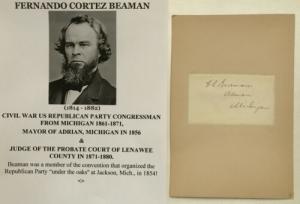 FERNANDO CORTEZ BEAMAN
(1814 - 1882)
CIVIL WAR US REPUBLICAN PARTY CONGRESSMAN
FROM MICHIGAN 1861-1871,
MAYOR OF ADRIAN, MICHIGAN IN 1856
&
JUDGE OF THE PROBATE COURT OF LENAWEE
COUNTY IN 1871-1880.
Beaman was a member of the convention that organized the
Republican Party "under the oaks" at Jackson, Mich., in 1854!
<>
F C Beaman
Adrian
Michigan